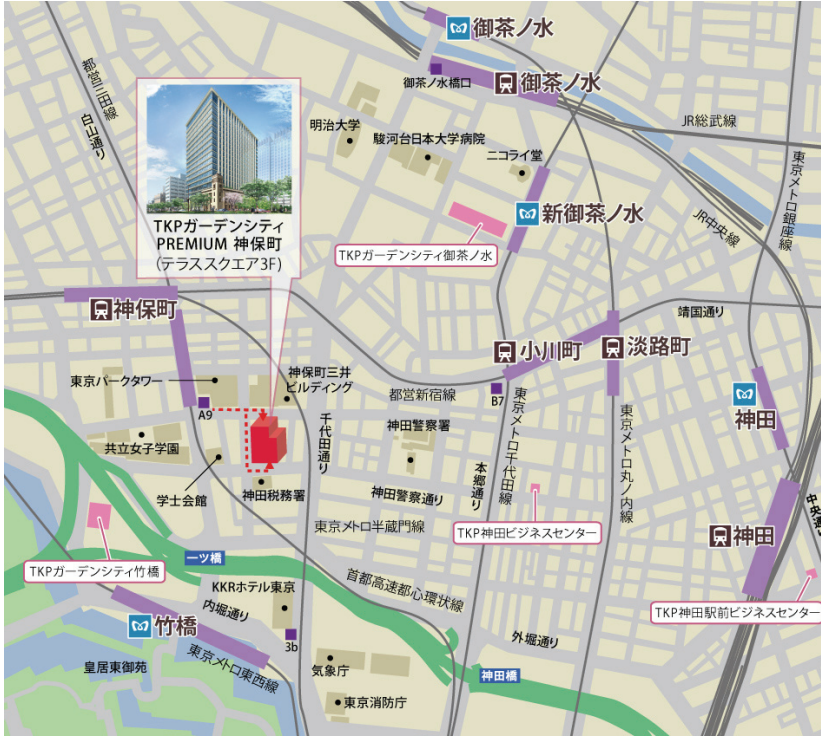 御茶ノ水
御茶ノ水
御茶ノ水橋口
都営三田線
白山通り
明治大学
駿河台日本大学病院
ニコライ堂
JR総武線
東京メトロ銀座線
JR中央線
新御茶ノ水
TKPガーデンシティ
PREMIUM 神保町
(テラススクエア3F)
TKPガーデンシティ御茶ノ水
神保町
靖国通り
小川町
淡路町
東京パークタワー
神保町三井
ビルディング
都営新宿線
B7
A9
神田
千代田通り
神田警察署
東京メトロ千代田線
本郷通り
東京メトロ丸ノ内線
共立女子学園
学士会館
神田税務署
神田警察通り
東京メトロ半蔵門線
TKP神田ビジネスセンター
中央通り
神田
TKPガーデンシティ竹橋
一ツ橋
KKRホテル東京
首都高速都心環状線
内堀通り
TKP神田駅前ビジネスセンター
竹橋
3b
外堀通り
東京メトロ東西線
皇居東御苑
気象庁
神田橋
東京消防庁